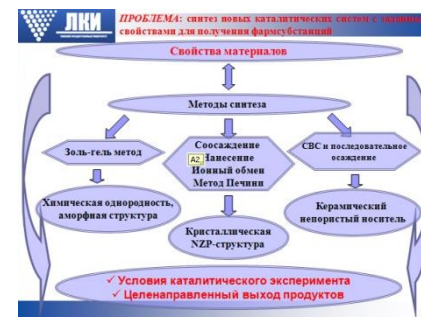 ЛКИ
ПРОБЛЕМА: синтез новых каталитических систем с заданными
свойствами для получения фармсубстанций
Свойства материалов
Методы синтеза
Золь-гель метод
Соосаждение
Нанесение
Ионный обмен
Метод Печини
A2
СВС и последовательное
осаждение
Химическая однородность,
аморфная структура
Кристаллическая
NZP-структура
Керамический
непористый носитель
✓ Условия каталитического эксперимента
✓ Целенаправленный выход продуктов